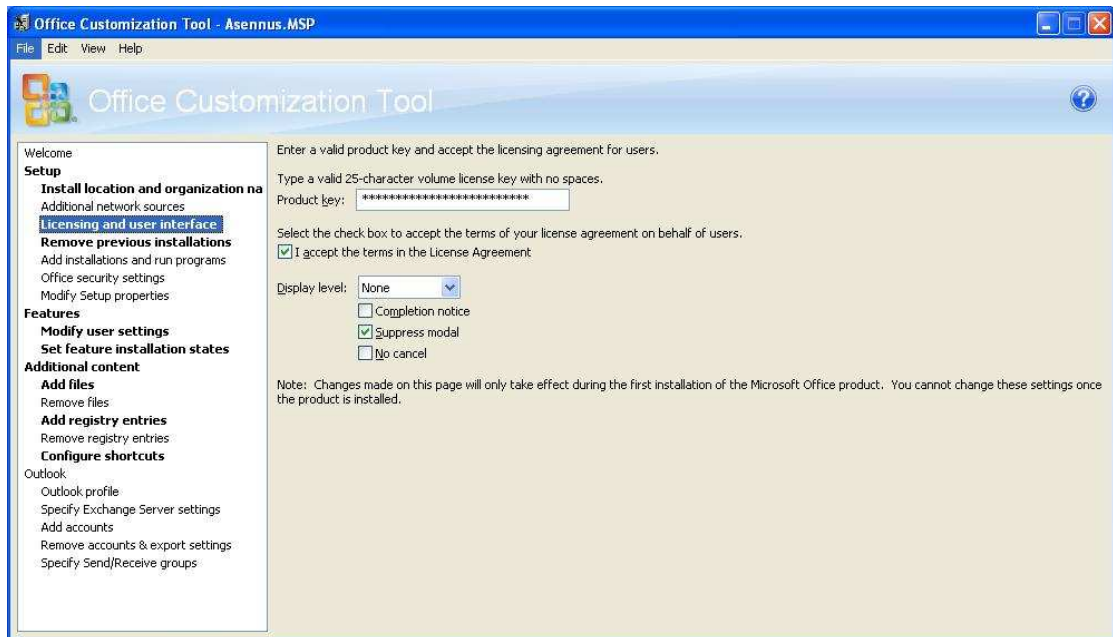 Office Customization Tool - Asennus.MSP
File Edit View Help
Office Customization Tool
Welcome
Setup
Install location and organization na
Additional network sources
Licensing and user interface
Remove previous installations
Add installations and run programs
Office security settings
Modify Setup properties
Features
Modify user settings
Set feature installation states
Additional content
Add files
Remove files
Add registry entries
Remove registry entries
Configure shortcuts
Outlook
Outlook profile
Specify Exchange Server settings
Add accounts
Remove accounts & export settings
Specify Send/Receive groups
Enter a valid product key and accept the licensing agreement for users.
Type a valid 25-character volume license key with no spaces.
Product key: *************************
Select the check box to accept the terms of your license agreement on behalf of users.
I accept the terms in the License Agreement
Display level: None
Completion notice
Suppress modal
No cancel
Note: Changes made on this page will only take effect during the first installation of the Microsoft Office product. You cannot change these settings once
the product is installed.